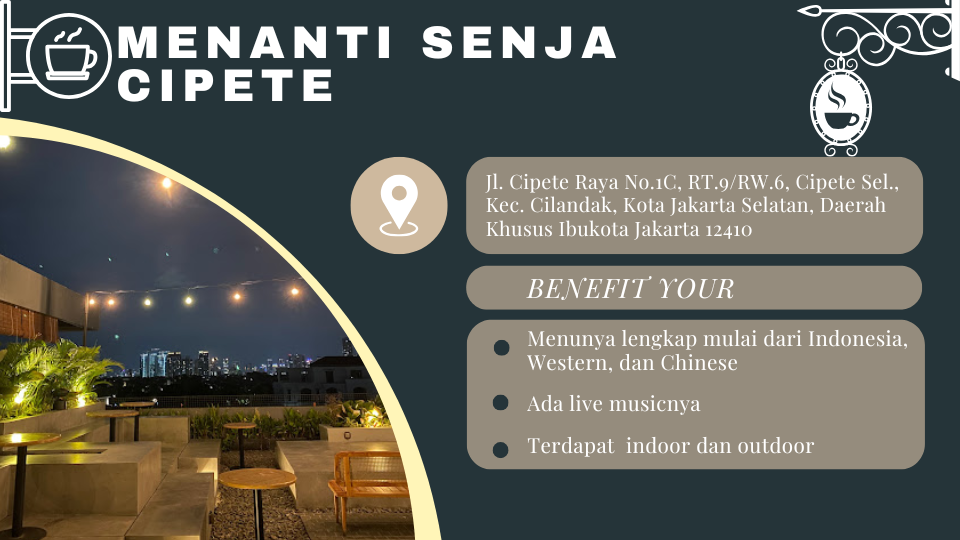 MENANTI SENJA
CIPETE
Jl. Cipete Raya No.1C, RT.9/RW.6, Cipete Sel.,
Kec. Cilandak, Kota Jakarta Selatan, Daerah
Khusus Ibukota Jakarta 12410
BENEFIT YOUR
Menunya lengkap mulai dari Indonesia,
Western, dan Chinese
Ada live musicnya
Terdapat  indoor dan outdoor